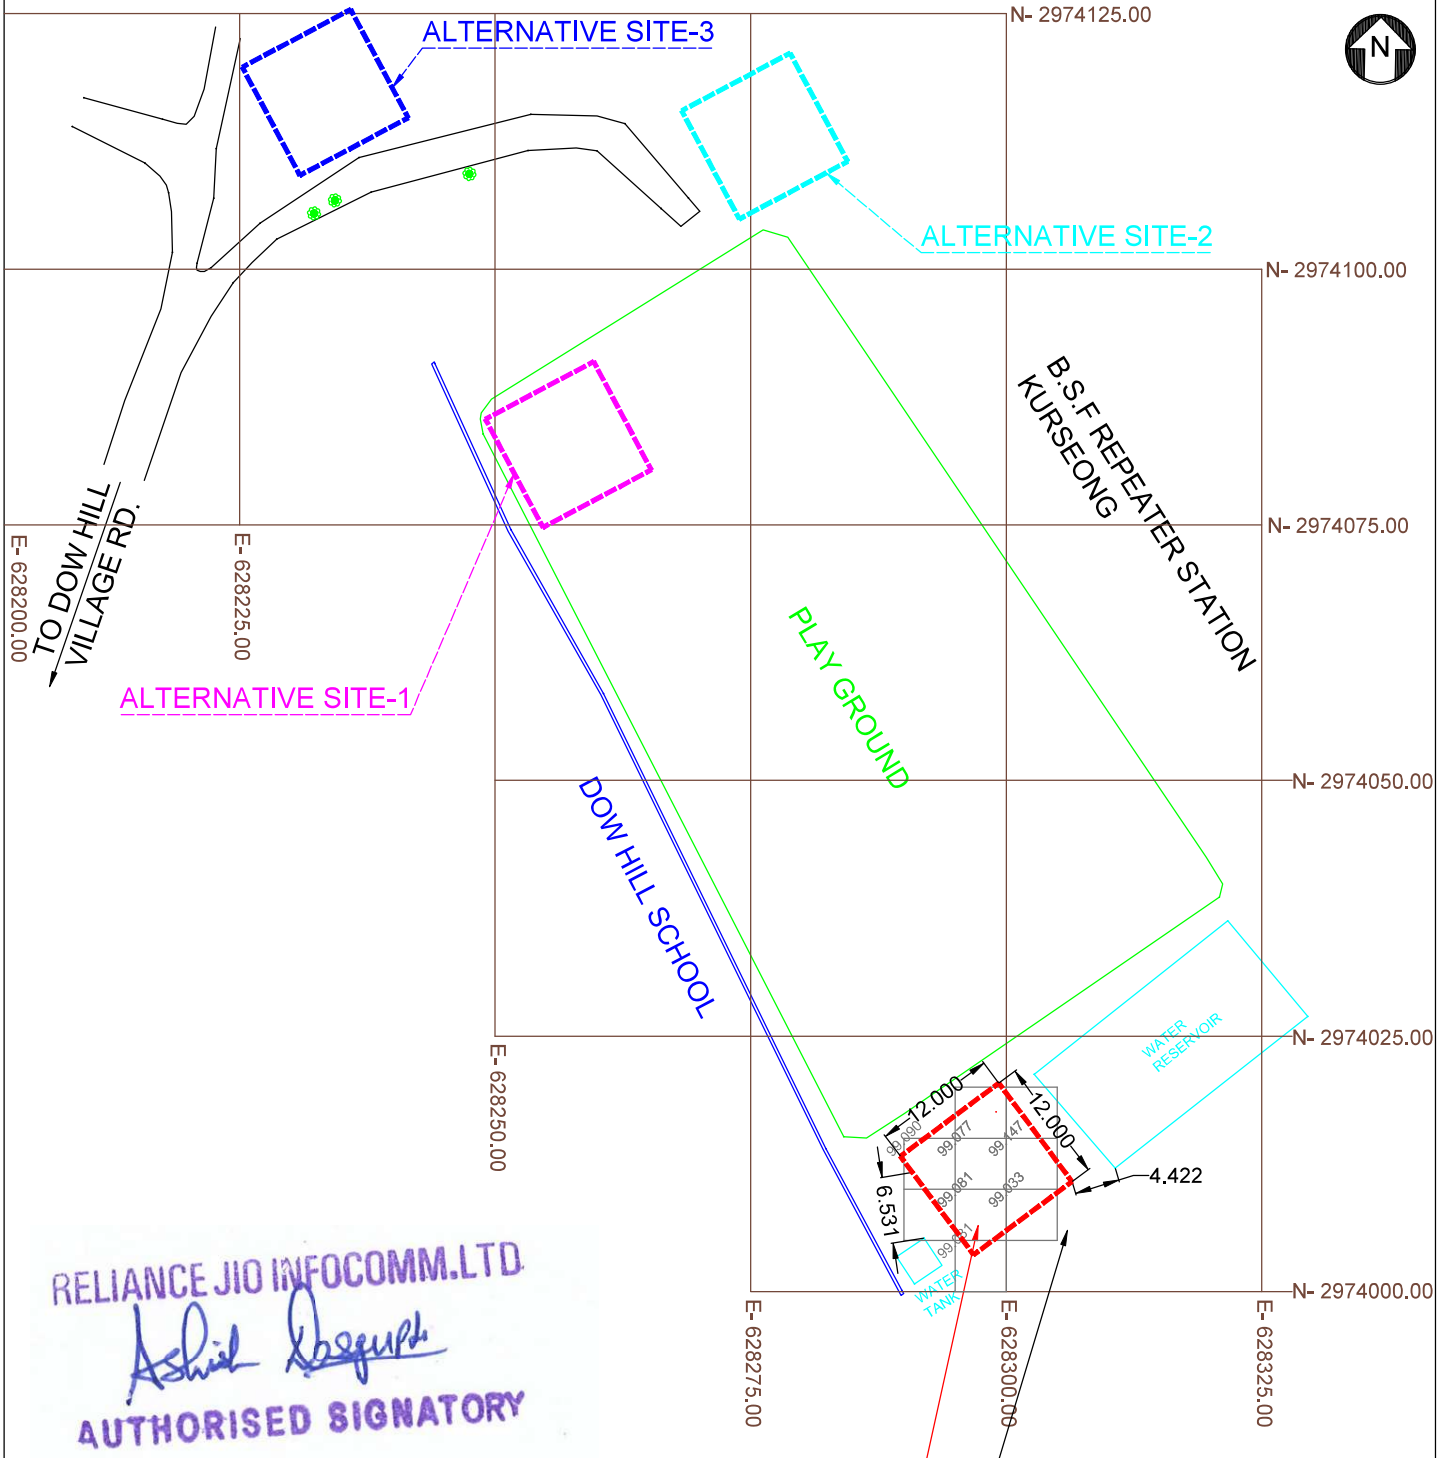 N- 2974125.00
N
ALTERNATIVE SITE-3
ALTERNATIVE SITE-2
N- 2974100.00
B.S.F REPEATER STATION
KURSEONG
N- 2974075.00
E- 628200.00
TO DOW HILL
VILLAGE RD.
E- 628225.00
ALTERNATIVE SITE-1
PLAY GROUND
N- 2974050.00
DOW HILL SCHOOL
WATER
RESERVOIR
N- 2974025.00
E- 628250.00
12.000
12.000
99.090
99.077
99.147
4.422
6.531
99.081
99.033
WATER
TANK
N- 2974000.00
E- 628275.00
E- 628300.00
E- 628325.00
RELIANCE JIO INFOCOMM.LTD
Ashish Dasgupta
AUTHORISED SIGNATORY